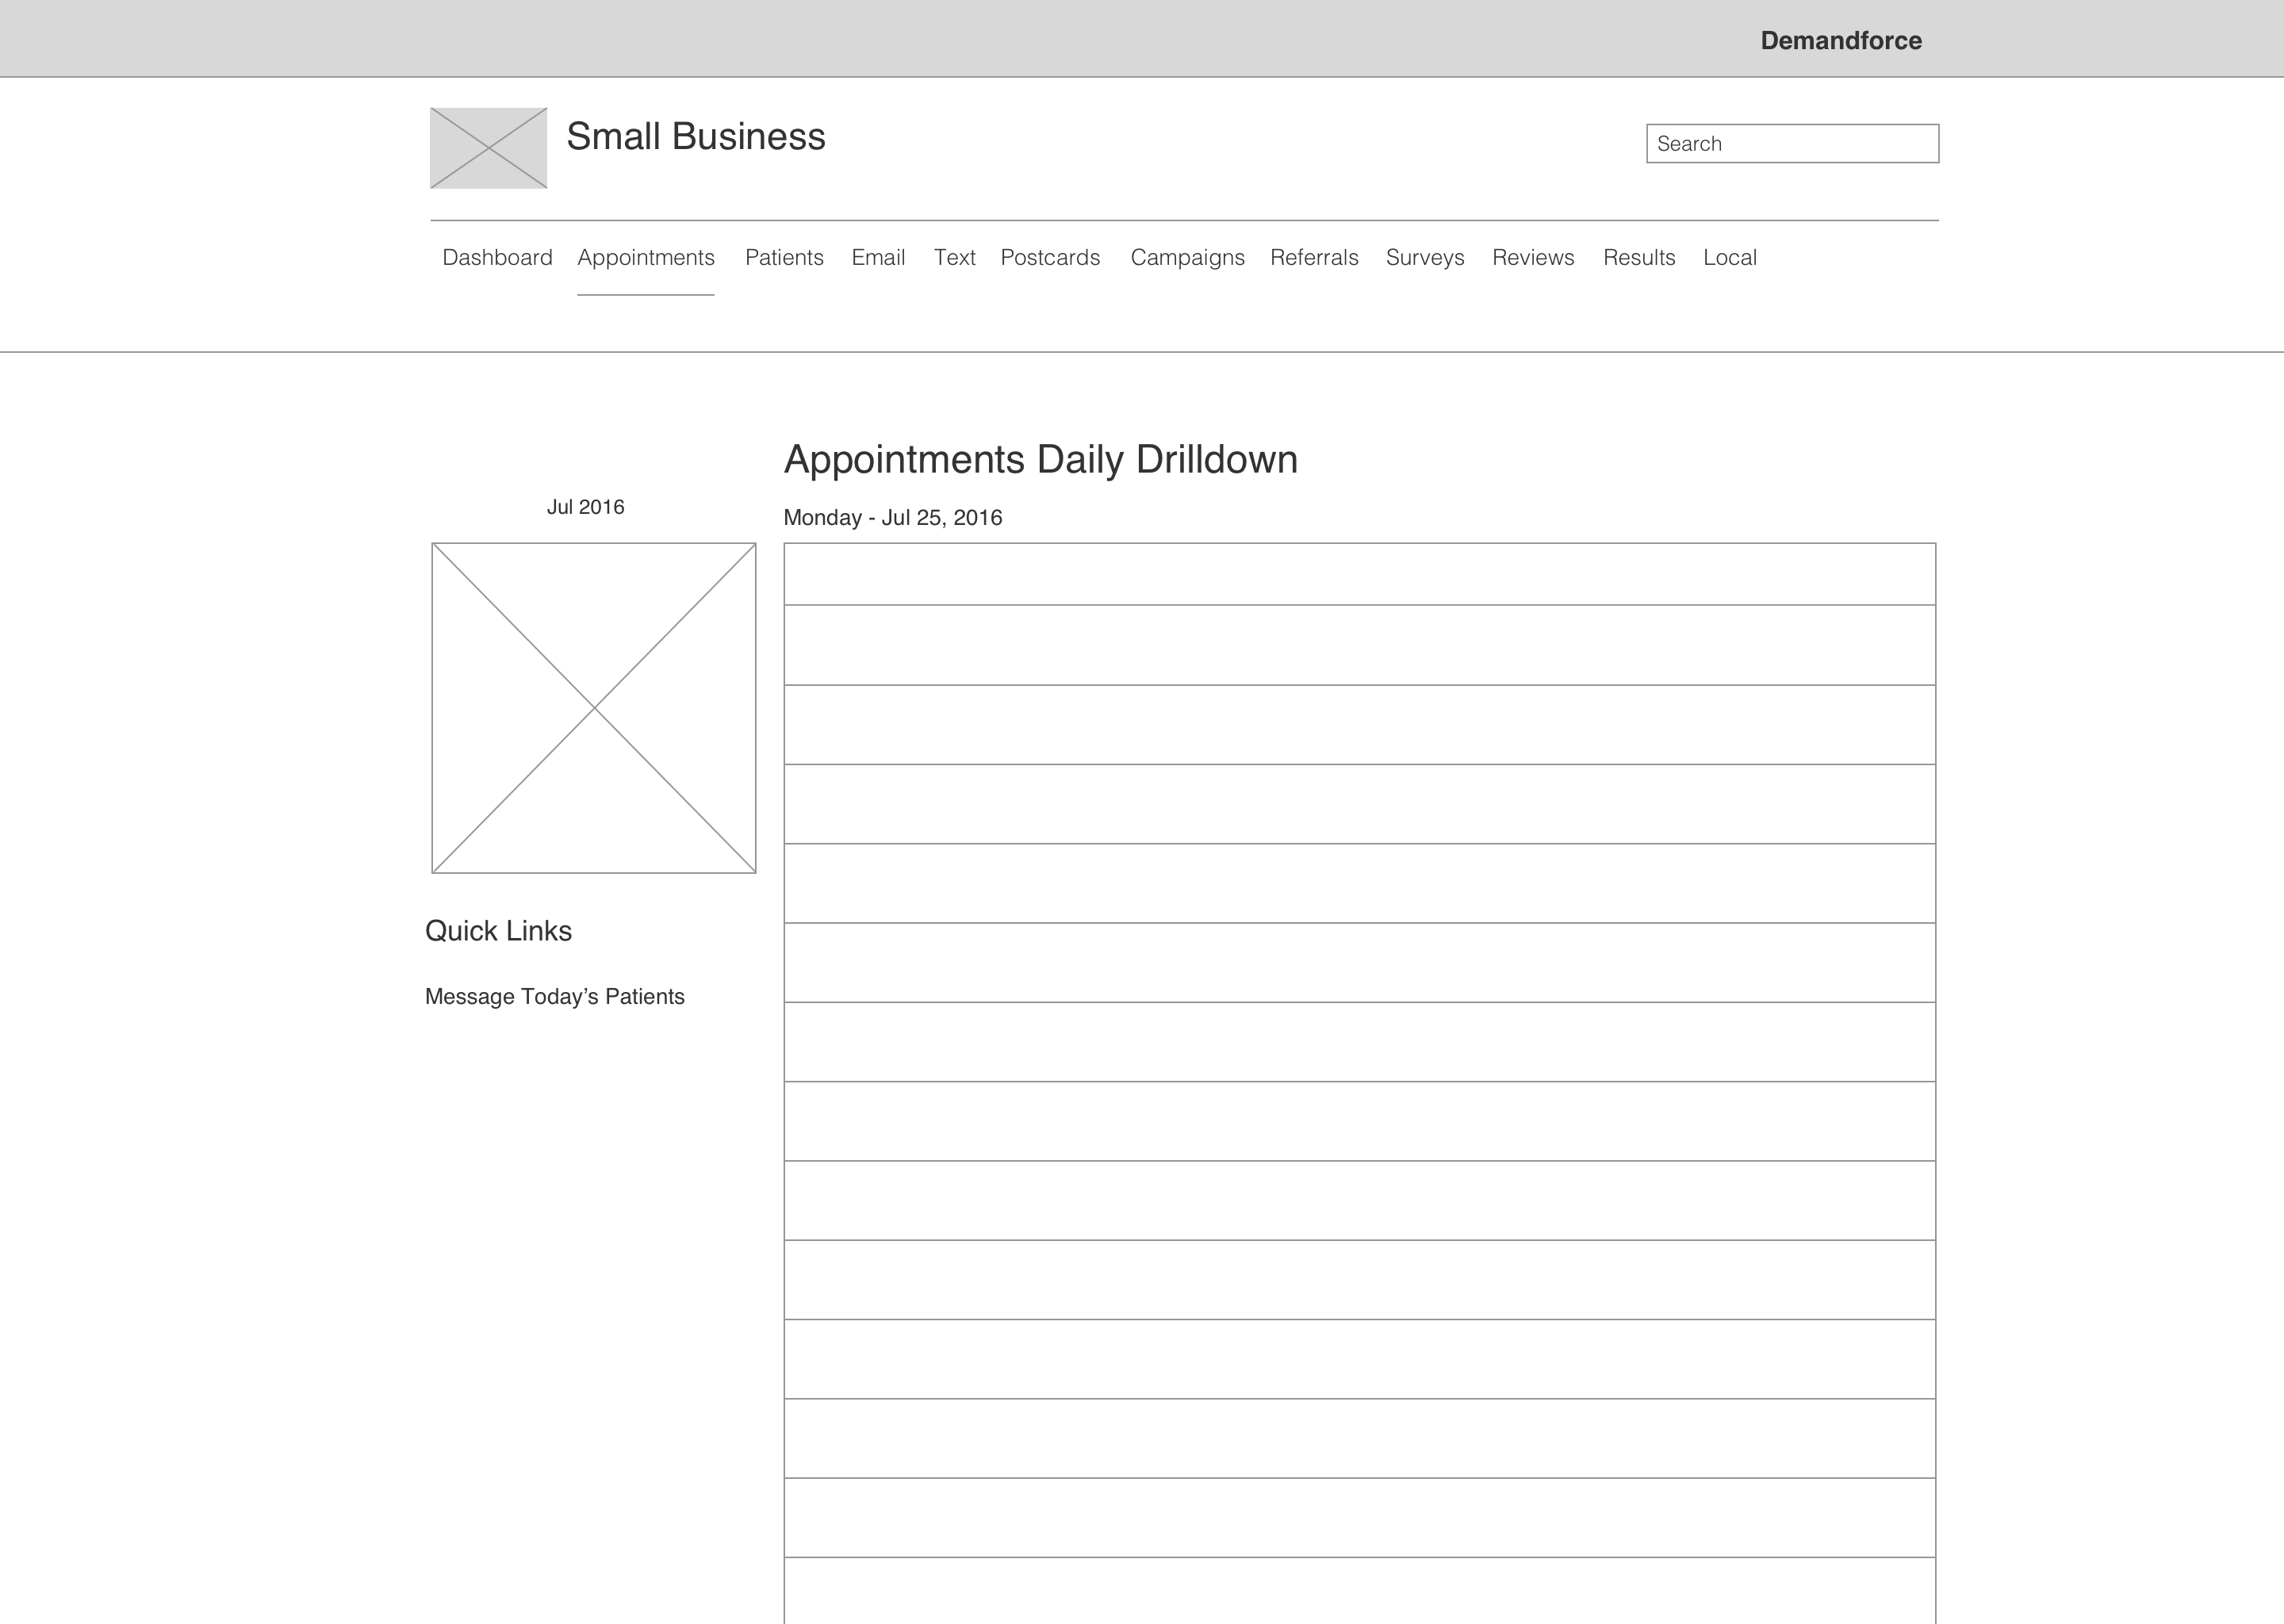 Demandforce
Small Business
Search
Dashboard Appointments Patients Email Text Postcards Campaigns Referrals Surveys Reviews Results Local
Appointments Daily Drilldown
Jul 2016
Monday - Jul 25, 2016
Quick Links
Message Today’s Patients